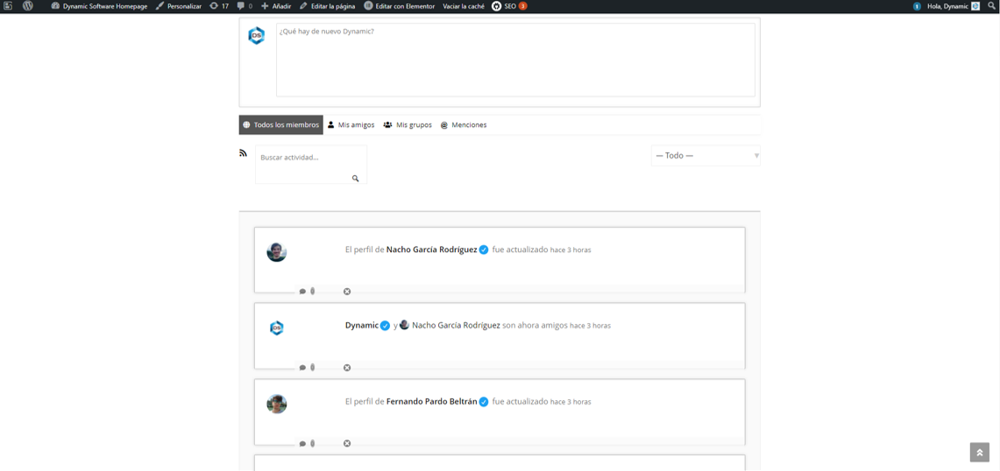 Dynamic Software Homepage Personalizar 17 0 Añadir Editar la página Editar con Elementor Vaciar la caché SEO 3 1 Hola, Dynamic
DS
¿Qué hay de nuevo Dynamic?
Todos los miembros Mis amigos Mis grupos @ Menciones
Buscar actividad...
— Todo —
El perfil de Nacho García Rodríguez fue actualizado hace 3 horas
DS
Dynamic y Nacho García Rodríguez son ahora amigos hace 3 horas
El perfil de Fernando Pardo Beltrán fue actualizado hace 3 horas